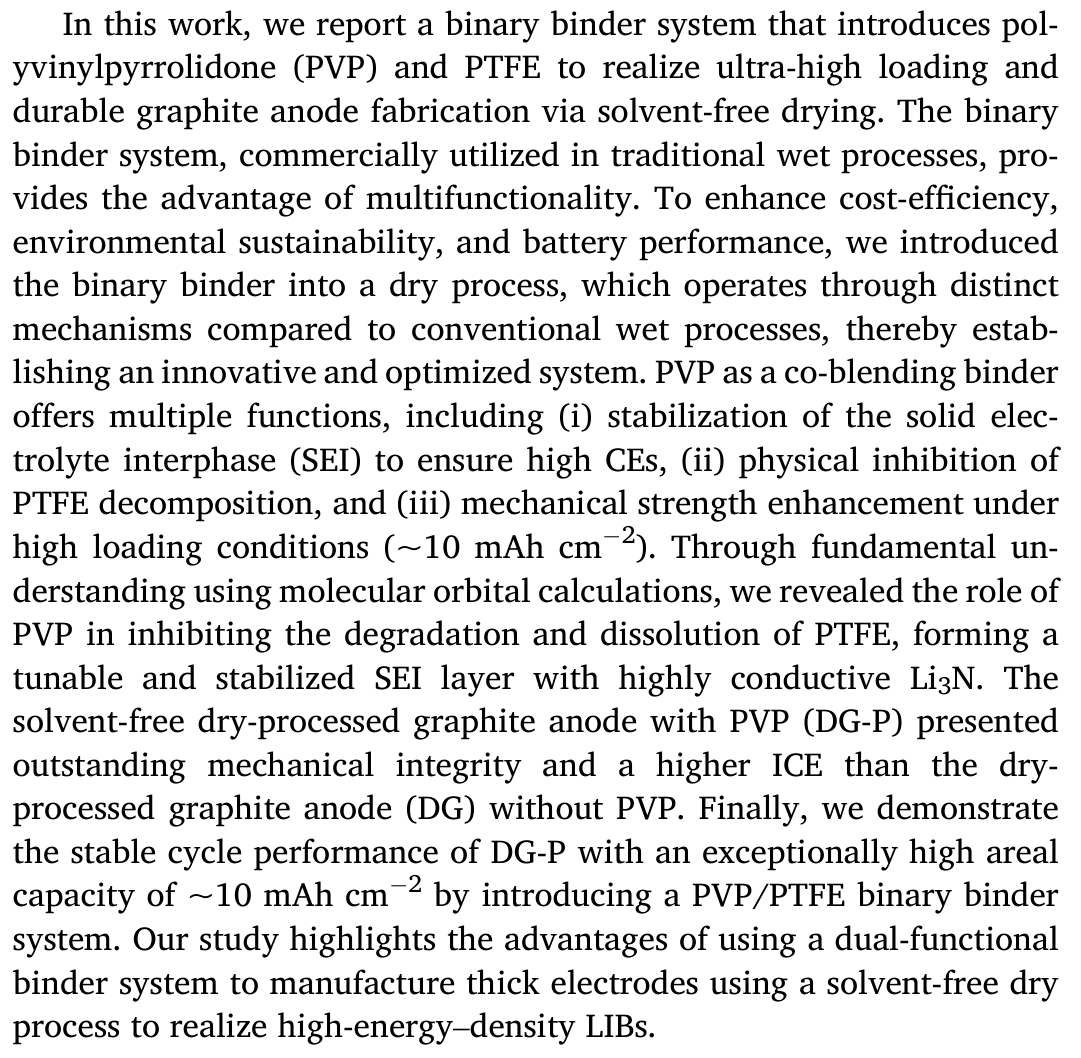 In this work, we report a binary binder system that introduces pol-
yvinylpyrrolidone (PVP) and PTFE to realize ultra-high loading and
durable graphite anode fabrication via solvent-free drying. The binary
binder system, commercially utilized in traditional wet processes, pro-
vides the advantage of multifunctionality. To enhance cost-efficiency,
environmental sustainability, and battery performance, we introduced
the binary binder into a dry process, which operates through distinct
mechanisms compared to conventional wet processes, thereby estab-
lishing an innovative and optimized system. PVP as a co-blending binder
offers multiple functions, including (i) stabilization of the solid elec-
trolyte interphase (SEI) to ensure high CEs, (ii) physical inhibition of
PTFE decomposition, and (iii) mechanical strength enhancement under
high loading conditions (~10 mAh cm⁻²). Through fundamental un-
derstanding using molecular orbital calculations, we revealed the role of
PVP in inhibiting the degradation and dissolution of PTFE, forming a
tunable and stabilized SEI layer with highly conductive Li₃N. The
solvent-free dry-processed graphite anode with PVP (DG-P) presented
outstanding mechanical integrity and a higher ICE than the dry-
processed graphite anode (DG) without PVP. Finally, we demonstrate
the stable cycle performance of DG-P with an exceptionally high areal
capacity of ~10 mAh cm⁻² by introducing a PVP/PTFE binary binder
system. Our study highlights the advantages of using a dual-functional
binder system to manufacture thick electrodes using a solvent-free dry
process to realize high-energy–density LIBs.